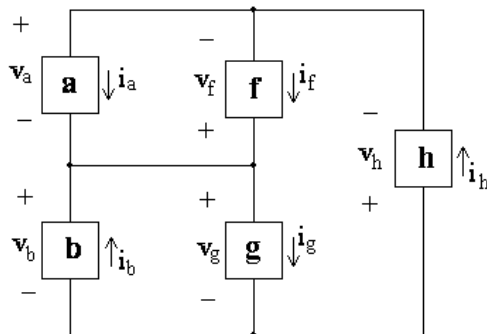 + −
v_a a ↓ i_a v_f f ↓ i_f
− + − v_h h ↑ i_h
+ + +
v_b b ↑ i_b v_g g ↓ i_g
− −